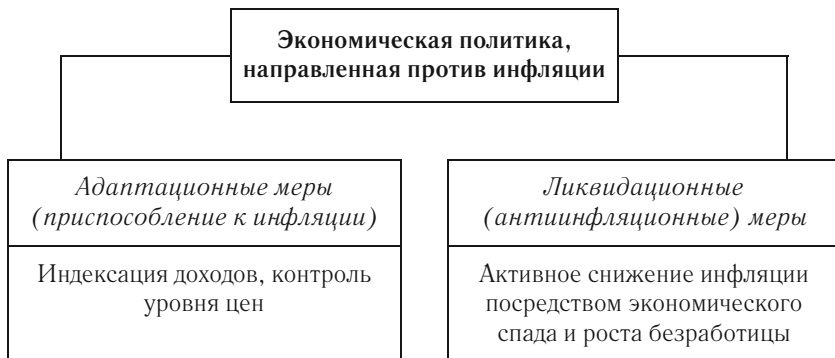 Экономическая политика,
направленная против инфляции
Адаптационные меры
(приспособление к инфляции)
Индексация доходов, контроль
уровня цен
Ликвидационные
(антиинфляционные) меры
Активное снижение инфляции
посредством экономического
спада и роста безработицы